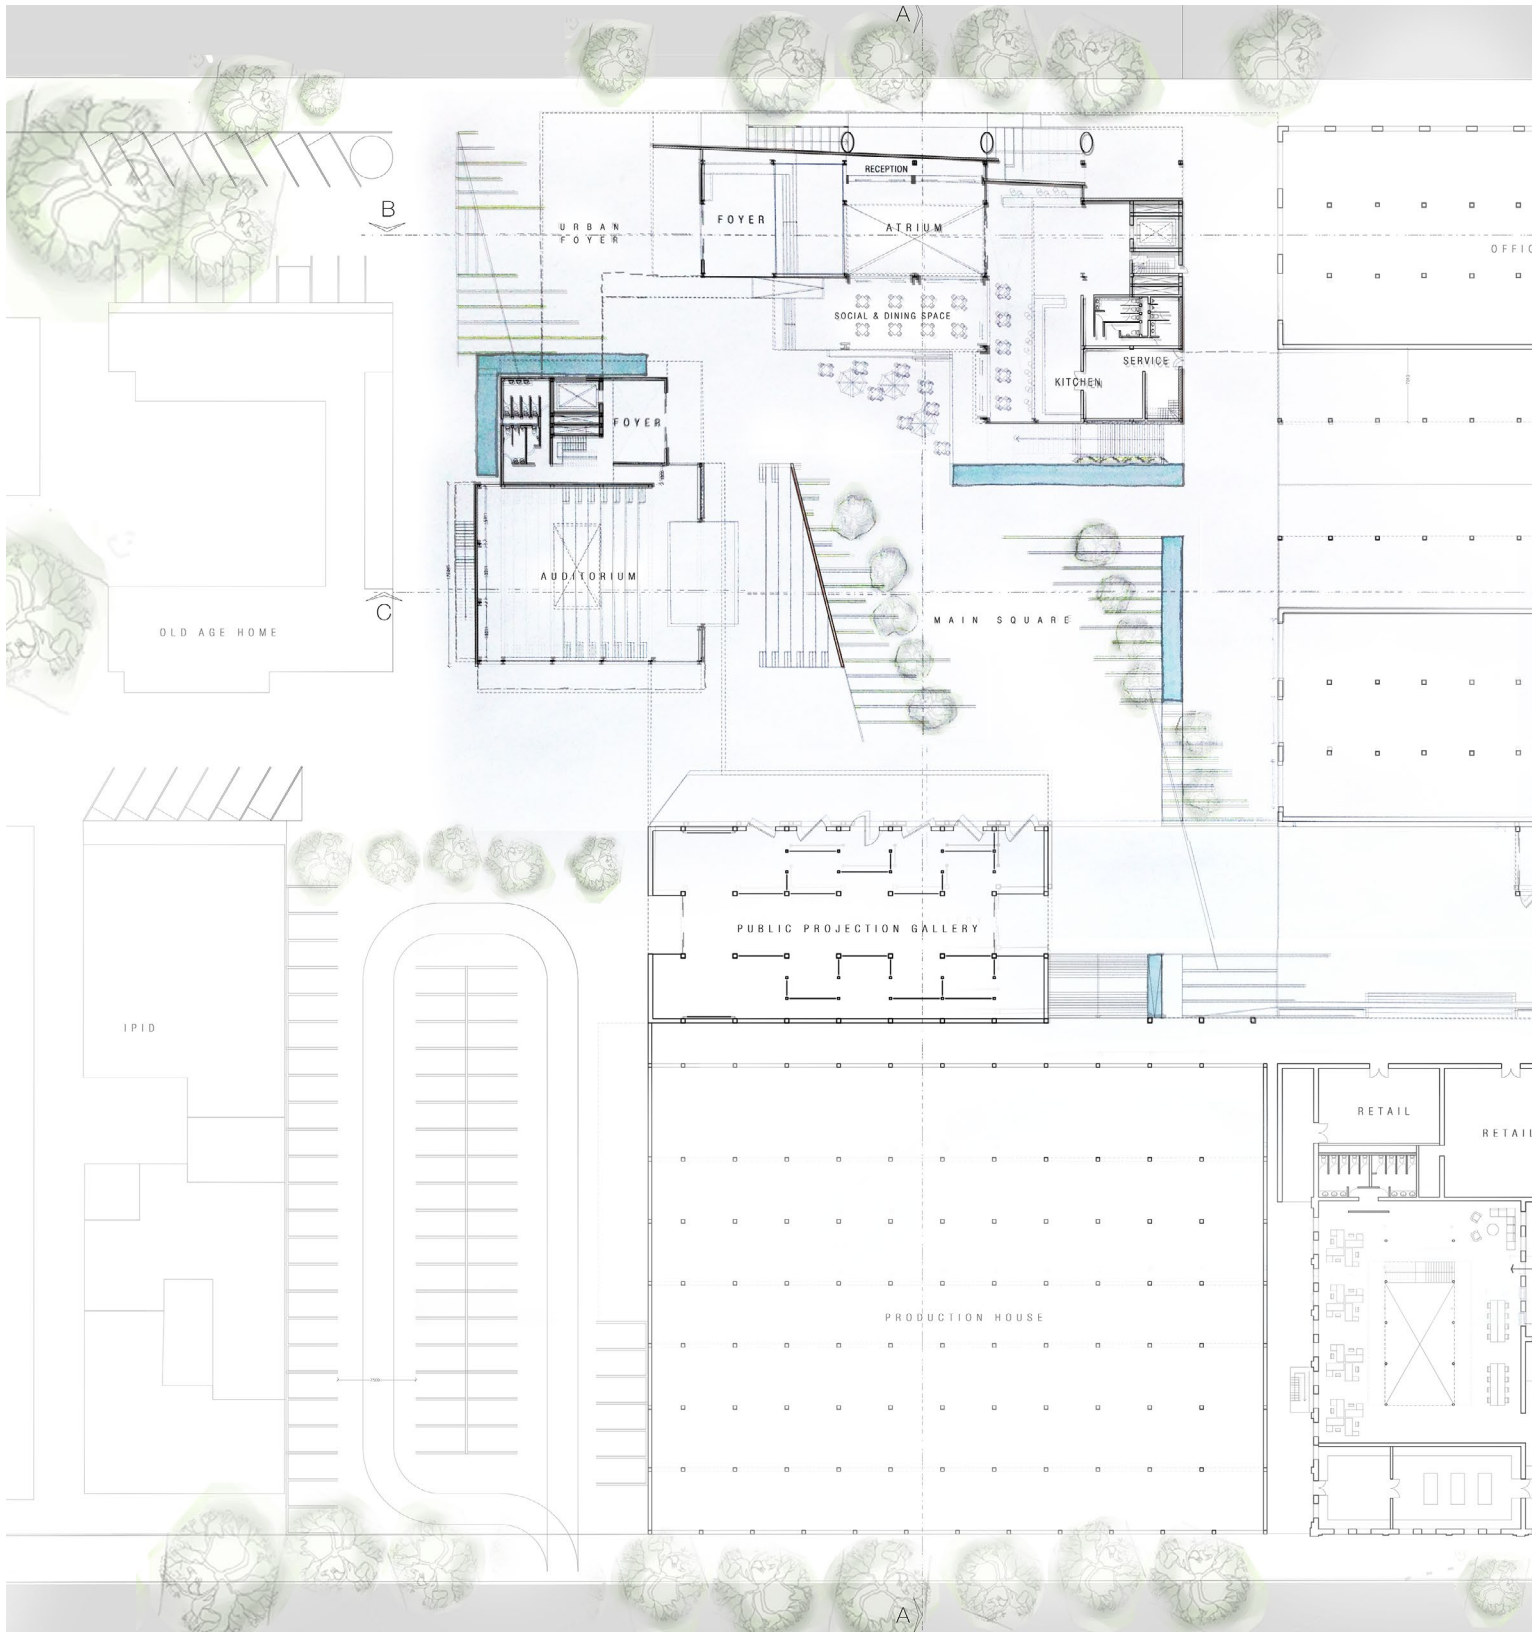 A
RECEPTION
B
URBAN
FOYER
FOYER
ATRIUM
OFFIC
SOCIAL & DINING SPACE
SERVICE
KITCHEN
FOYER
AUDITORIUM
C
MAIN SQUARE
OLD AGE HOME
PUBLIC PROJECTION GALLERY
IPID
RETAIL
RETAIL
PRODUCTION HOUSE
A